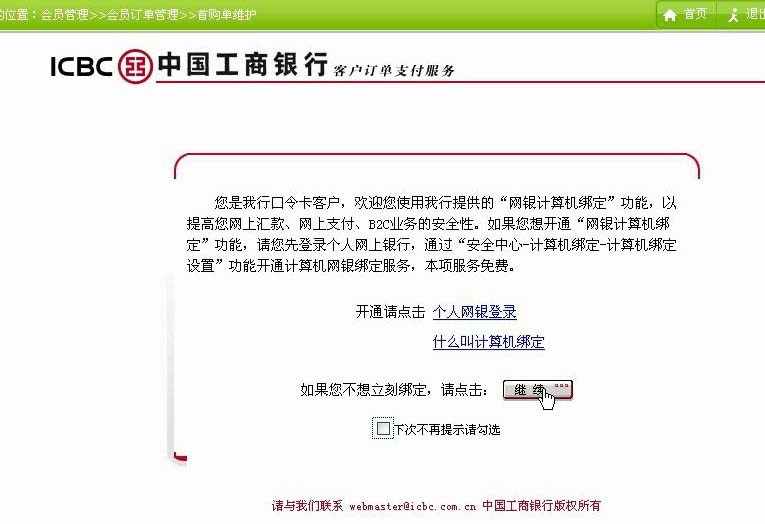 的位置：会员管理>>会员订单管理>>首购单维护
首页
退出
ICBC 中国工商银行 客户订单支付服务
您是我行口令卡客户，欢迎您使用我行提供的“网银计算机绑定”功能，以
提高您网上汇款、网上支付、B2C业务的安全性。如果您想开通“网银计算机绑
定”功能，请您先登录个人网上银行，通过“安全中心-计算机绑定-计算机绑定
设置”功能开通计算机网银绑定服务，本项服务免费。
开通请点击 个人网银登录
什么叫计算机绑定
如果您不想立刻绑定，请点击： 继续
下次不再提示请勾选
请与我们联系 webmaster@icbc.com.cn 中国工商银行版权所有